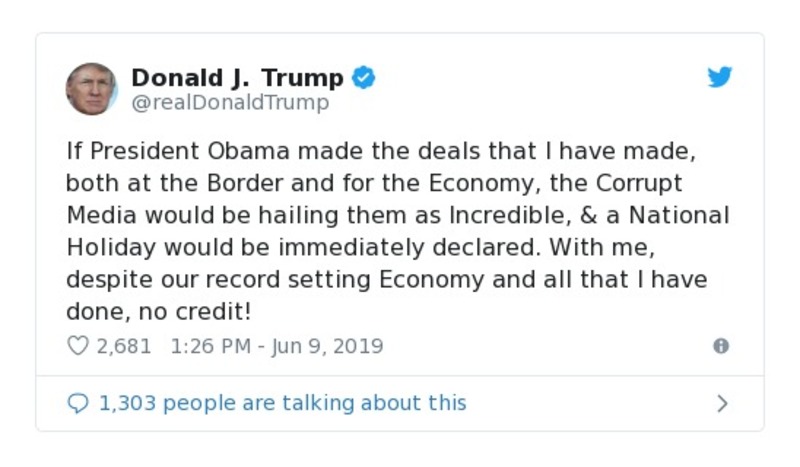 Donald J. Trump
@realDonaldTrump
If President Obama made the deals that I have made,
both at the Border and for the Economy, the Corrupt
Media would be hailing them as Incredible, & a National
Holiday would be immediately declared. With me,
despite our record setting Economy and all that I have
done, no credit!
2,681 1:26 PM - Jun 9, 2019
1,303 people are talking about this